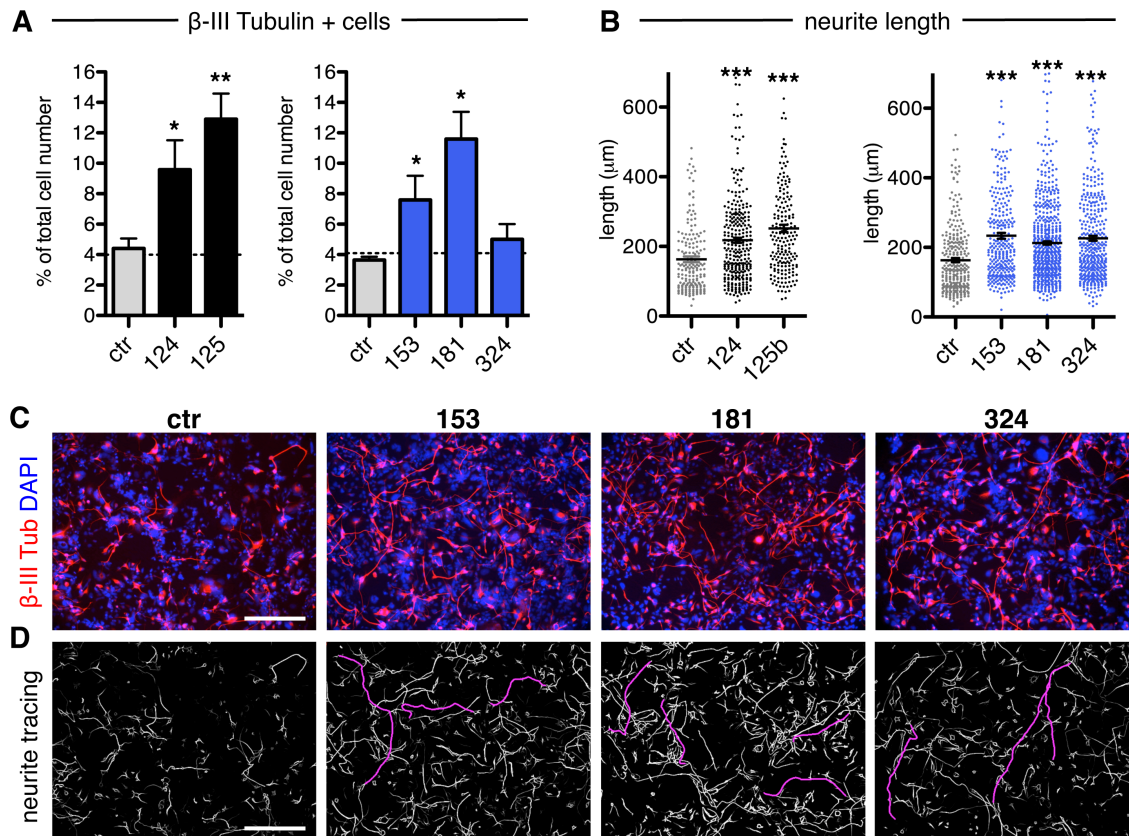 A
β-III Tubulin + cells
% of total cell number
16
14
12
10
8
6
4
2
0
*
**
ctr
124
125
% of total cell number
16
14
12
10
8
6
4
2
0
*
*
ctr
153
181
324
B
neurite length
length (μm)
600
400
200
0
***
***
ctr
124
125b
length (μm)
600
400
200
0
***
***
***
ctr
153
181
324
C
ctr
153
181
324
β-III Tub DAPI
D
neurite tracing